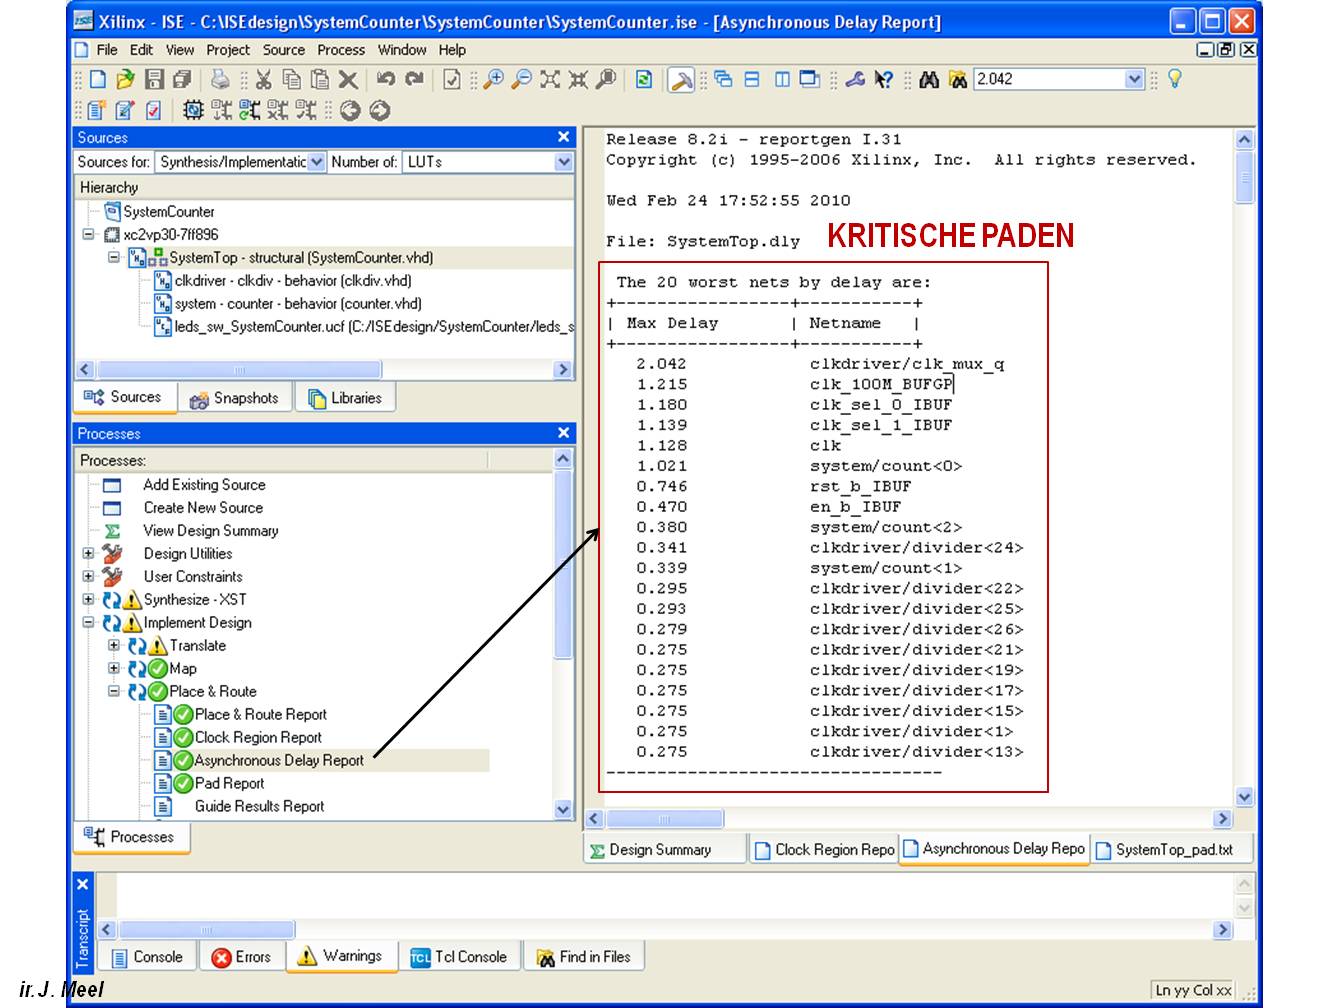 Xilinx - ISE - C:\ISEdesign\SystemCounter\SystemCounter\SystemCounter.ise - [Asynchronous Delay Report]
File Edit View Project Source Process Window Help
2.042
Sources
Sources for: Synthesis/Implementatic Number of: LUTs
Hierarchy
SystemCounter
xc2vp30-7ff896
SystemTop - structural (SystemCounter.vhd)
clkdriver - clkdiv - behavior (clkdiv.vhd)
system - counter - behavior (counter.vhd)
leds_sw_SystemCounter.ucf (C:/ISEdesign/SystemCounter/leds_s
Sources Snapshots Libraries
Processes
Processes:
Add Existing Source
Create New Source
View Design Summary
Design Utilities
User Constraints
Synthesize - XST
Implement Design
Translate
Map
Place & Route
Place & Route Report
Clock Region Report
Asynchronous Delay Report
Pad Report
Guide Results Report
Processes
Release 8.2i - reportgen I.31
Copyright (c) 1995-2006 Xilinx, Inc.  All rights reserved.
Wed Feb 24 17:52:55 2010
File: SystemTop.dly
KRITISCHE PADEN
The 20 worst nets by delay are:
+-----------------+-----------+
| Max Delay | Netname |
+-----------------+-----------+
2.042 clkdriver/clk_mux_q
1.215 clk_100M_BUFGP
1.180 clk_sel_0_IBUF
1.139 clk_sel_1_IBUF
1.128 clk
1.021 system/count<0>
0.746 rst_b_IBUF
0.470 en_b_IBUF
0.380 system/count<2>
0.341 clkdriver/divider<24>
0.339 system/count<1>
0.295 clkdriver/divider<22>
0.293 clkdriver/divider<25>
0.279 clkdriver/divider<26>
0.275 clkdriver/divider<21>
0.275 clkdriver/divider<19>
0.275 clkdriver/divider<17>
0.275 clkdriver/divider<15>
0.275 clkdriver/divider<1>
0.275 clkdriver/divider<13>
---------------------------------
Design Summary Clock Region Repo Asynchronous Delay Repo SystemTop_pad.txt
Transcript
Console Errors Warnings Tcl Console Find in Files
Ln yy Col xx
ir.J. Meel